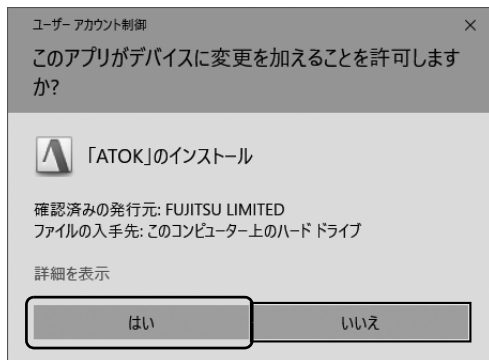 ユーザー アカウント制御
このアプリがデバイスに変更を加えることを許可します
か?
「ATOK」のインストール
確認済みの発行元: FUJITSU LIMITED
ファイルの入手先: このコンピューター上のハード ドライブ
詳細を表示
はい
いいえ